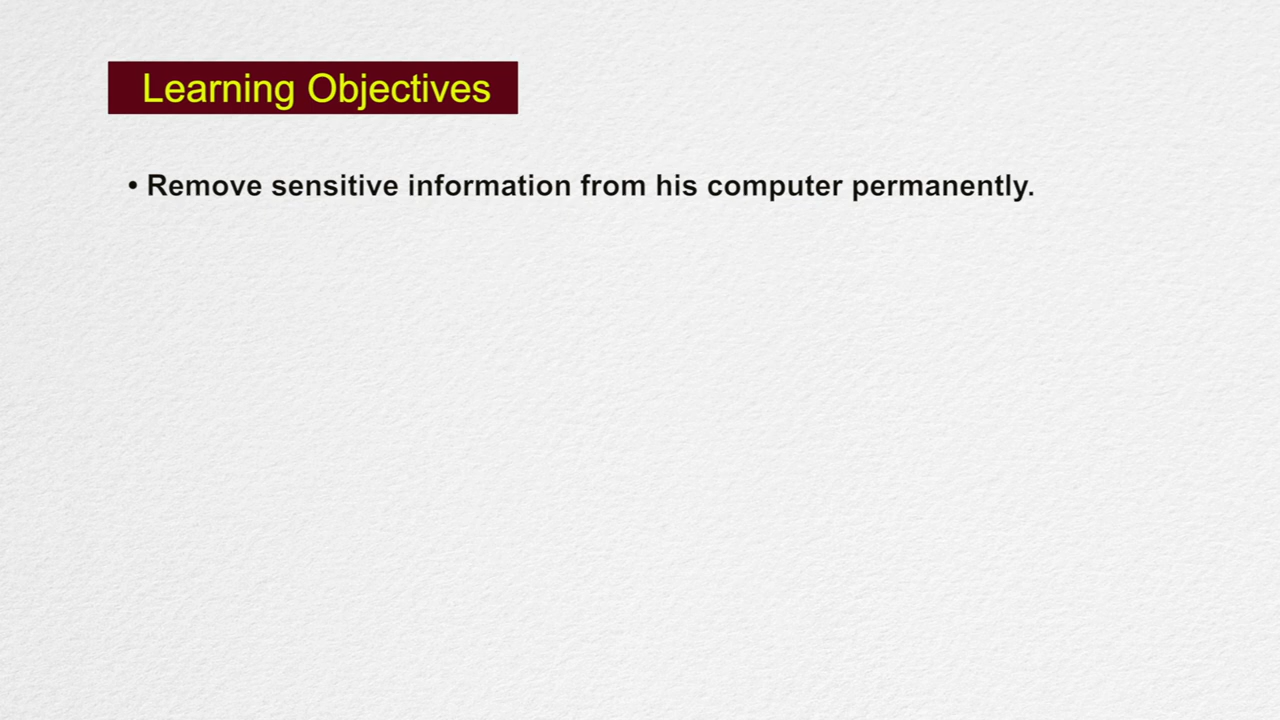 Learning Objectives
• Remove sensitive information from his computer permanently.